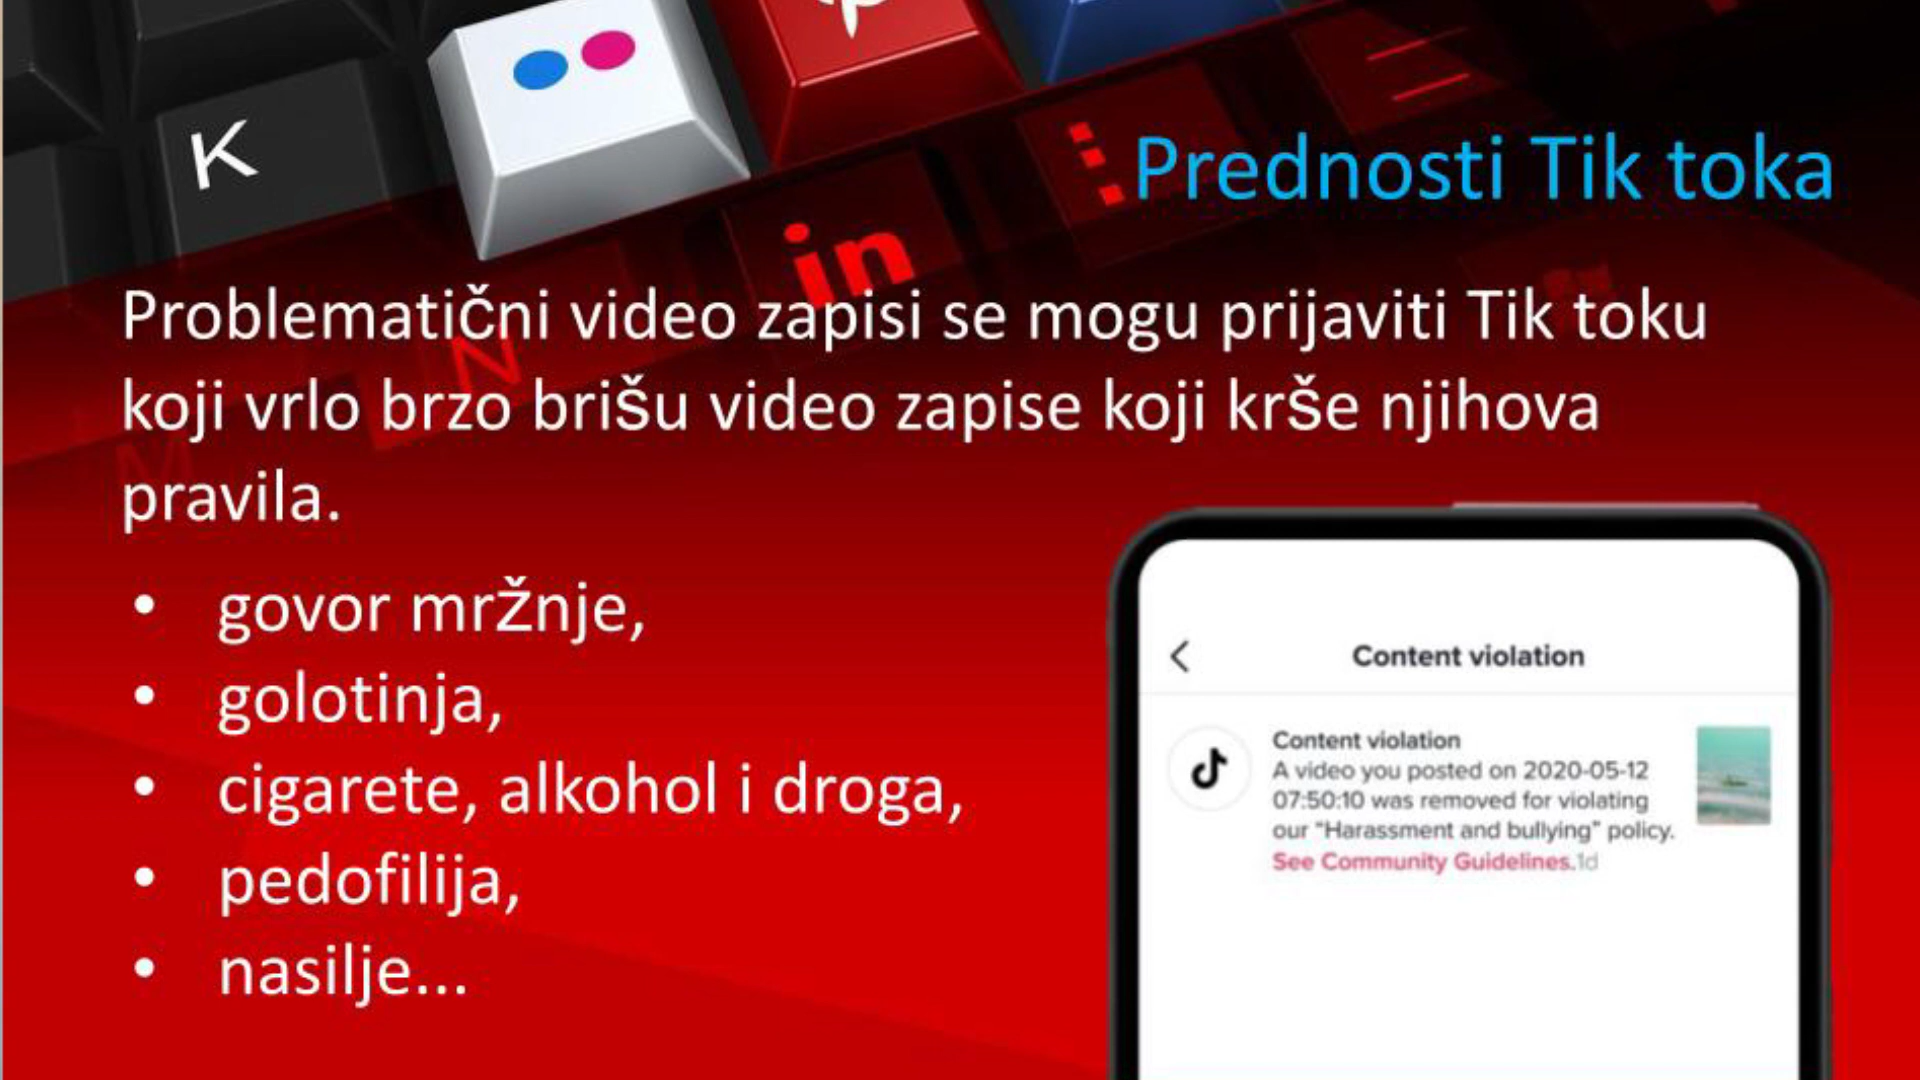 K
in
N
M
Prednosti Tik toka
Problematični video zapisi se mogu prijaviti Tik toku
koji vrlo brzo brišu video zapise koji krše njihova
pravila.
• govor mržnje,
• golotinja,
• cigarete, alkohol i droga,
• pedofilija,
• nasilje...
Content violation
Content violation
A video you posted on 2020-05-12
07:50:10 was removed for violating
our "Harassment and bullying" policy.
See Community Guidelines.1d